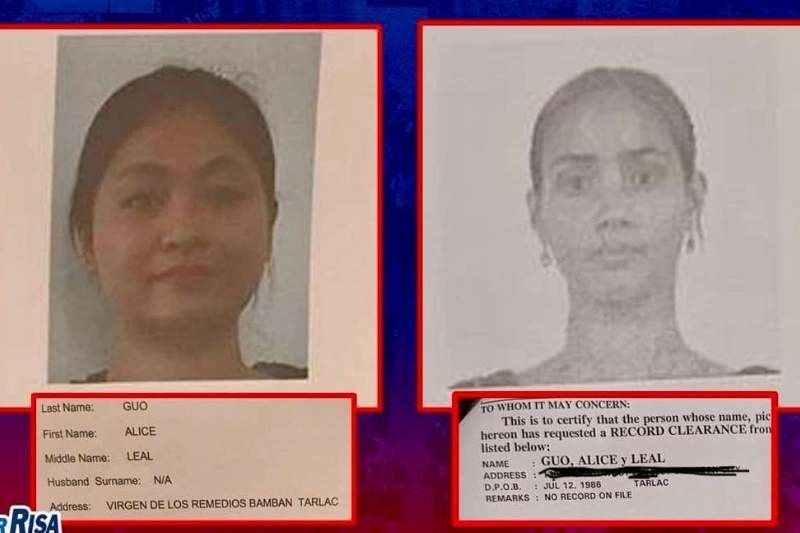 Last Name: GUO
First Name: ALICE
Middle Name: LEAL
Husband Surname: N/A
Address: VIRGEN DE LOS REMEDIOS BAMBAN TARLAC
TO WHOM IT MAY CONCERN:
This is to certify that the person whose name, pic
hereon has requested a RECORD CLEARANCE from
listed below:
NAME : GUO, ALICE y LEAL
ADDRESS :
D.P.O.B. : JUL 12. 1986 TARLAC
REMARKS : NO RECORD ON FILE
R RISA